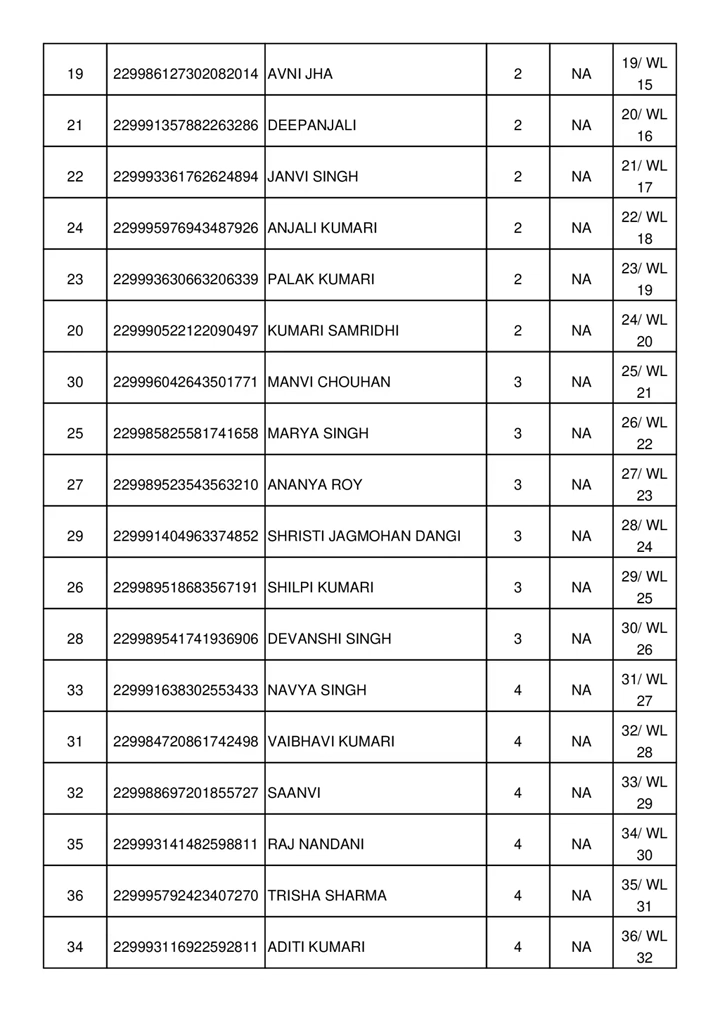 19 229986127302082014 AVNI JHA 2 NA 19/ WL
15
21 229991357882263286 DEEPANJALI 2 NA 20/ WL
16
22 229993361762624894 JANVI SINGH 2 NA 21/ WL
17
24 229995976943487926 ANJALI KUMARI 2 NA 22/ WL
18
23 229993630663206339 PALAK KUMARI 2 NA 23/ WL
19
20 229990522122090497 KUMARI SAMRIDHI 2 NA 24/ WL
20
30 229996042643501771 MANVI CHOUHAN 3 NA 25/ WL
21
25 229985825581741658 MARYA SINGH 3 NA 26/ WL
22
27 229989523543563210 ANANYA ROY 3 NA 27/ WL
23
29 229991404963374852 SHRISTI JAGMOHAN DANGI 3 NA 28/ WL
24
26 229989518683567191 SHILPI KUMARI 3 NA 29/ WL
25
28 229989541741936906 DEVANSHI SINGH 3 NA 30/ WL
26
33 229991638302553433 NAVYA SINGH 4 NA 31/ WL
27
31 229984720861742498 VAIBHAVI KUMARI 4 NA 32/ WL
28
32 229988697201855727 SAANVI 4 NA 33/ WL
29
35 229993141482598811 RAJ NANDANI 4 NA 34/ WL
30
36 229995792423407270 TRISHA SHARMA 4 NA 35/ WL
31
34 229993116922592811 ADITI KUMARI 4 NA 36/ WL
32